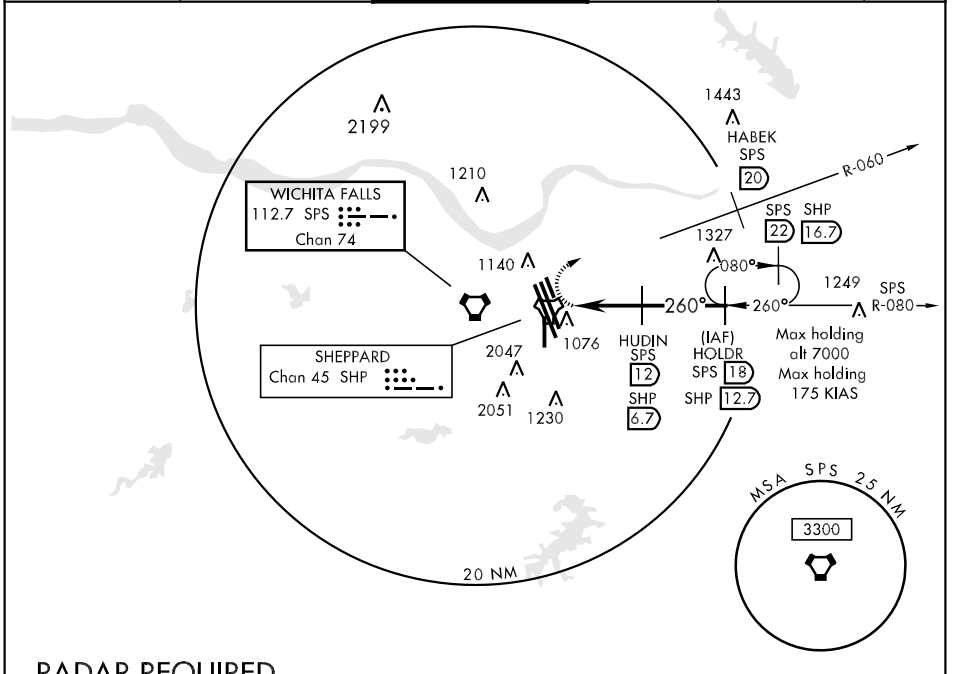 2199
1210
1443
HABEK
SPS
20
R-060
WICHITA FALLS
112.7 SPS
Chan 74
SPS SHP
22 16.7
1327
1140
080°
1249
SPS
R-080
260°
260°
1076
SHEPPARD
Chan 45 SHP
2047
2051
1230
HUDIN
SPS
12
SHP
6.7
(IAF)
HOLDR
SPS 18
SHP 12.7
Max holding
alt 7000
Max holding
175 KIAS
20 NM
MSA SPS 25 NM
3300
RADAR REQUIRED